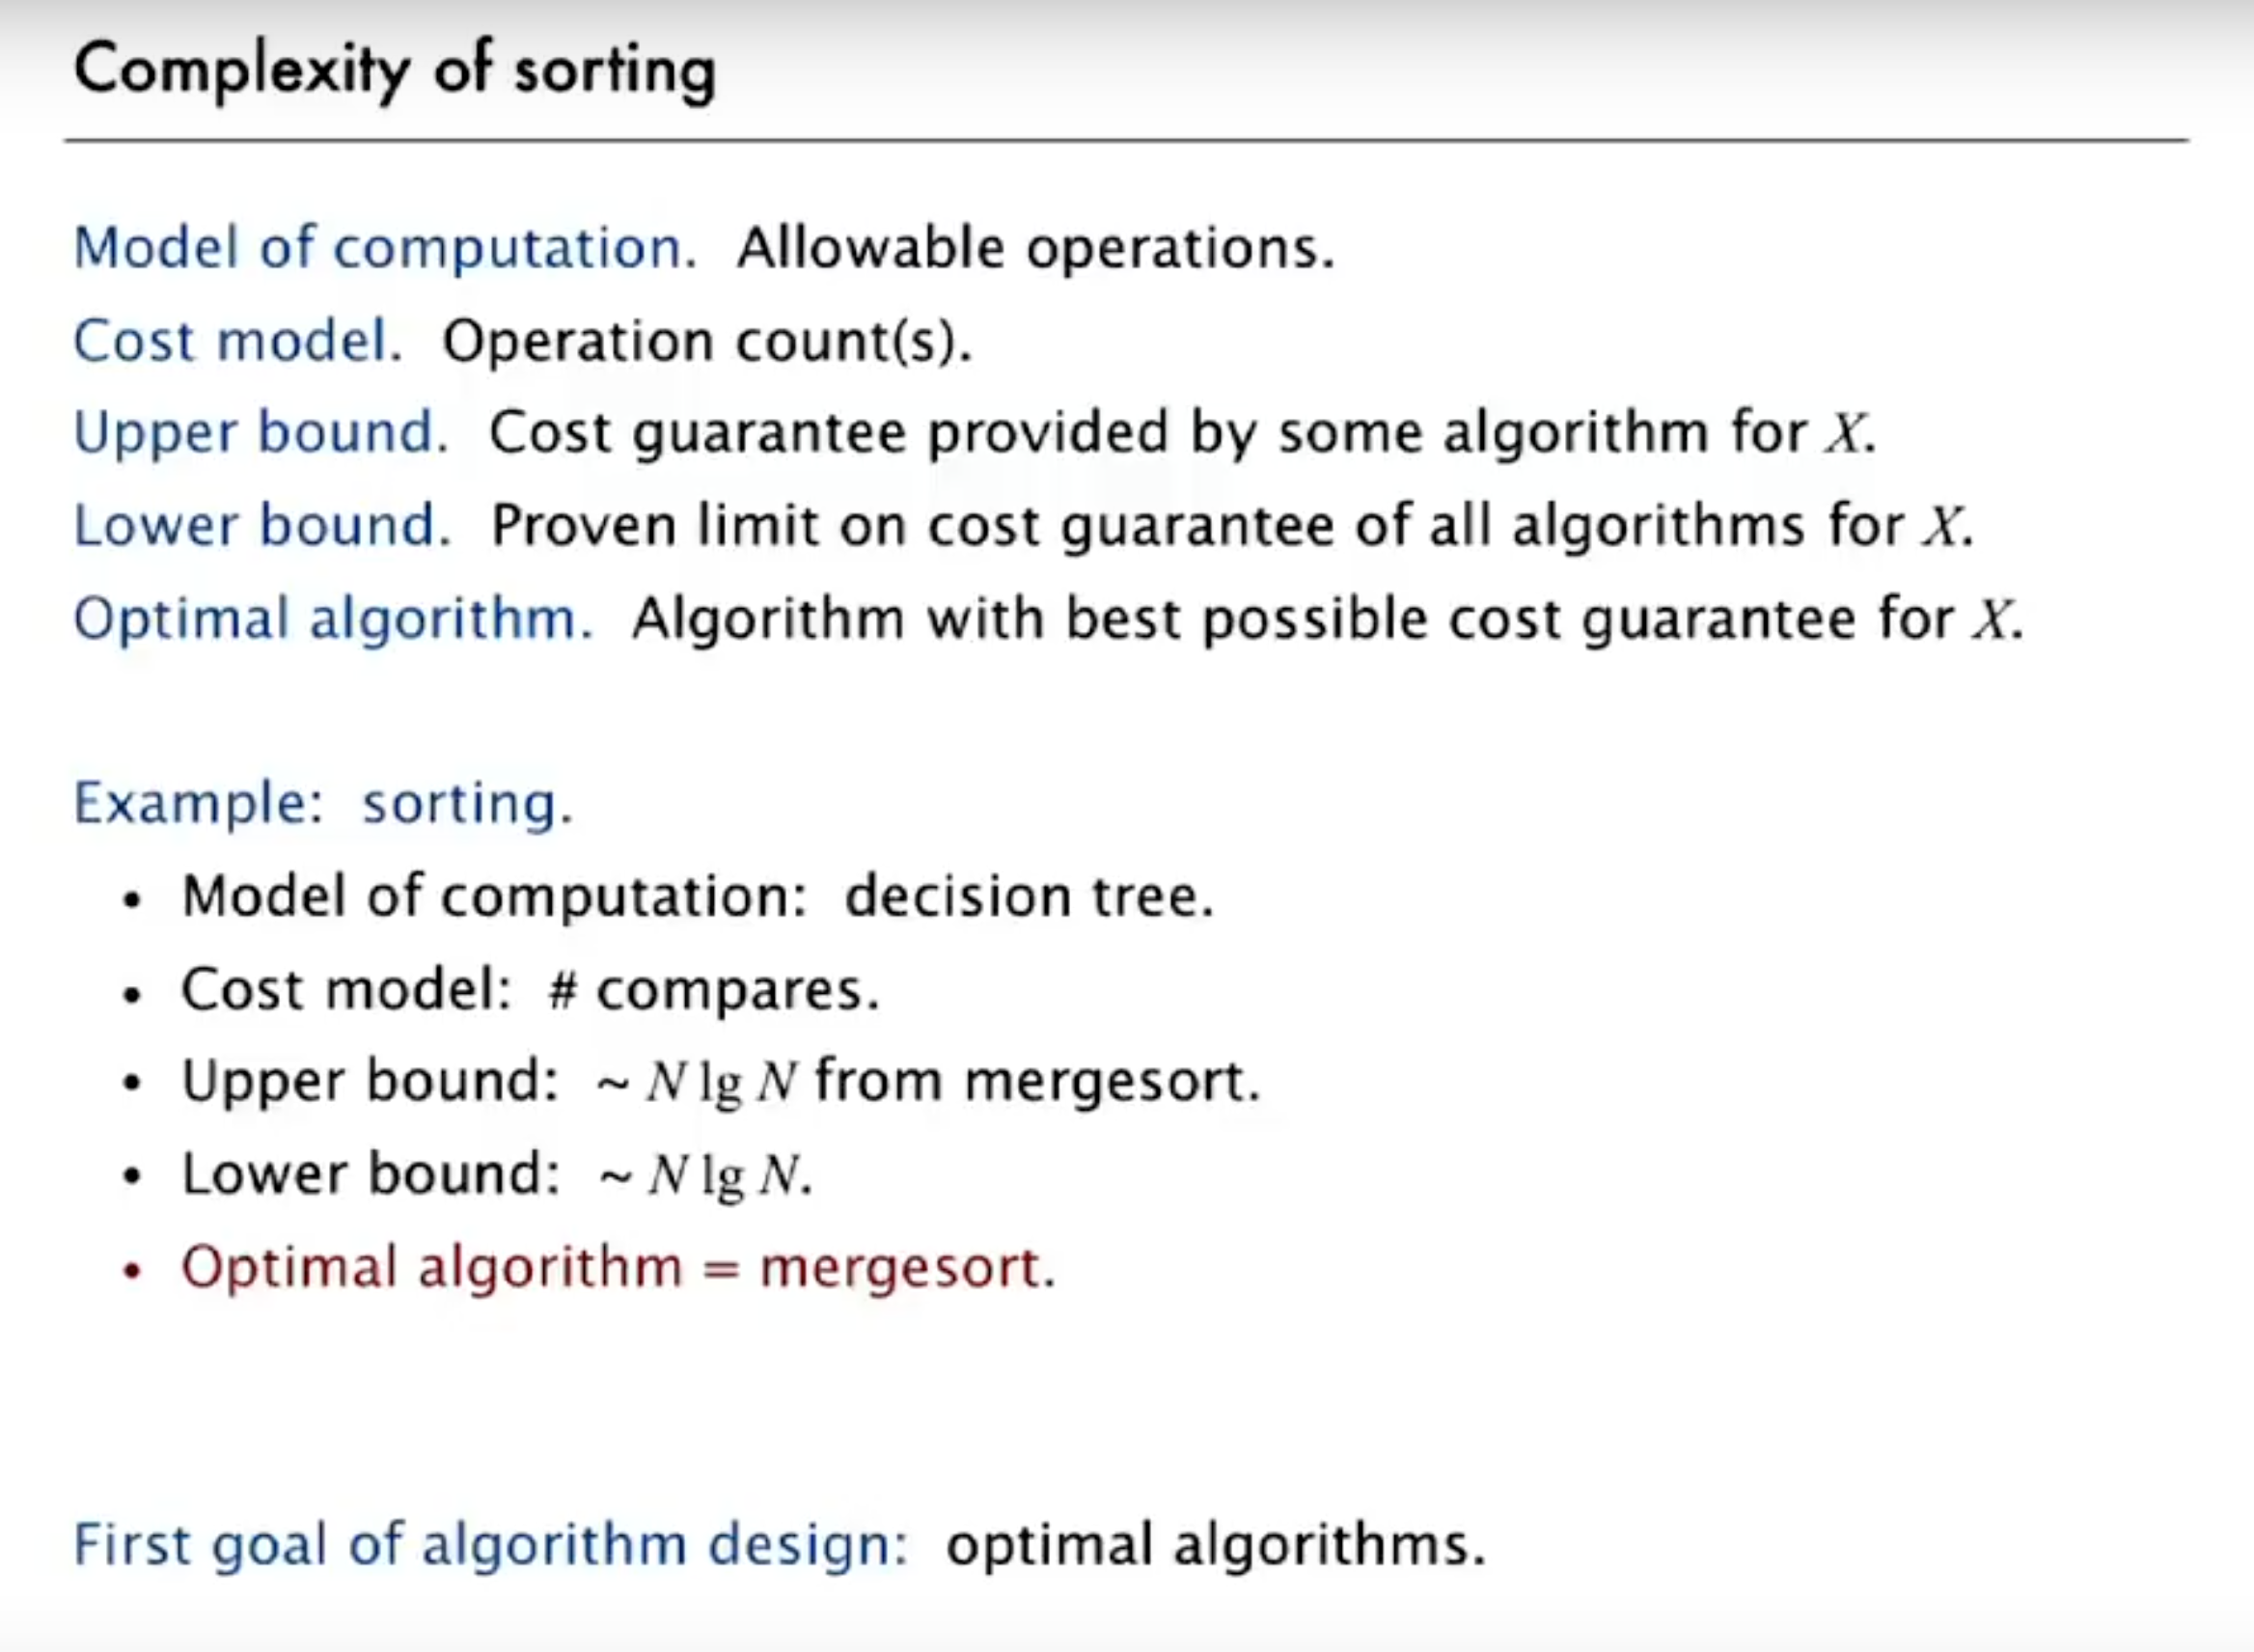 Complexity of sorting
Model of computation. Allowable operations.
Cost model. Operation count(s).
Upper bound. Cost guarantee provided by some algorithm for X.
Lower bound. Proven limit on cost guarantee of all algorithms for X.
Optimal algorithm. Algorithm with best possible cost guarantee for X.
Example: sorting.
• Model of computation: decision tree.
• Cost model: # compares.
• Upper bound: ~ N lg N from mergesort.
• Lower bound: ~ N lg N.
• Optimal algorithm = mergesort.
First goal of algorithm design: optimal algorithms.